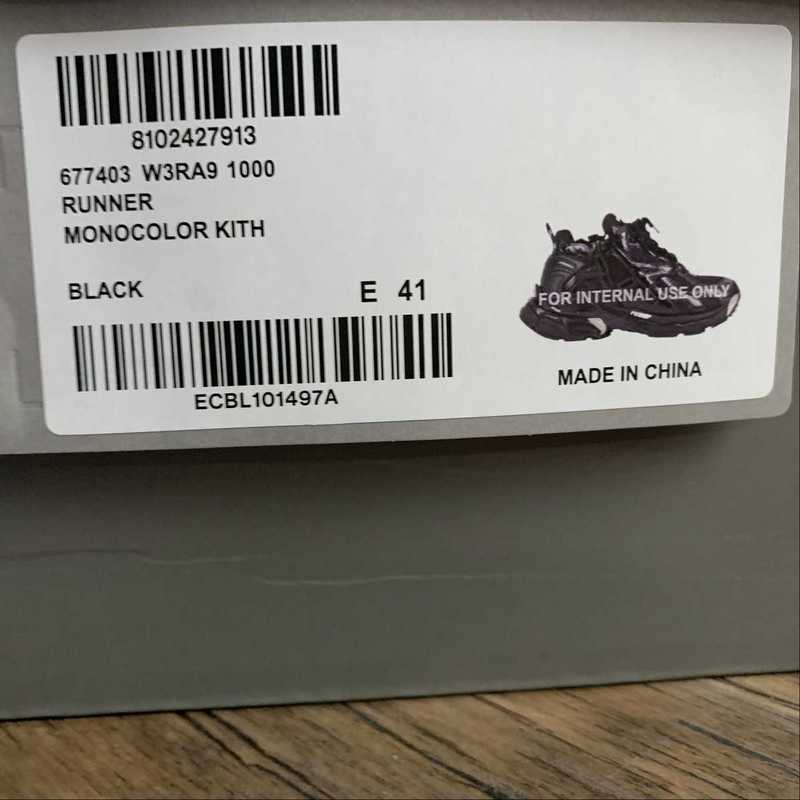 8102427913
677403 W3RA9 1000
RUNNER
MONOCOLOR KITH
BLACK E 41
ECBL101497A
FOR INTERNAL USE ONLY
MADE IN CHINA